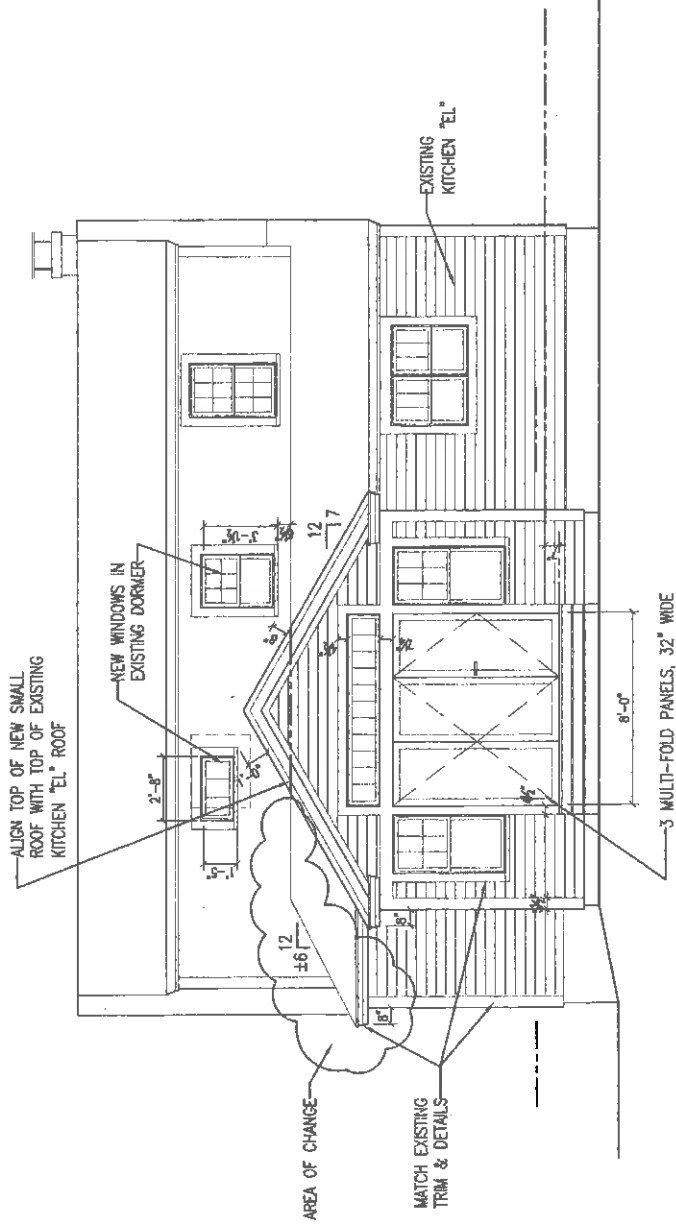 ALIGN TOP OF NEW SMALL
ROOF WITH TOP OF EXISTING
KITCHEN "EL" ROOF
NEW WINDOWS IN
EXISTING DORMER
2'-8"
8"
12
7
12
±6
8"
8"
AREA OF CHANGE
MATCH EXISTING
TRIM & DETAILS
EXISTING
KITCHEN "EL"
8'-0"
3 MULTI-FOLD PANELS, 32" WIDE